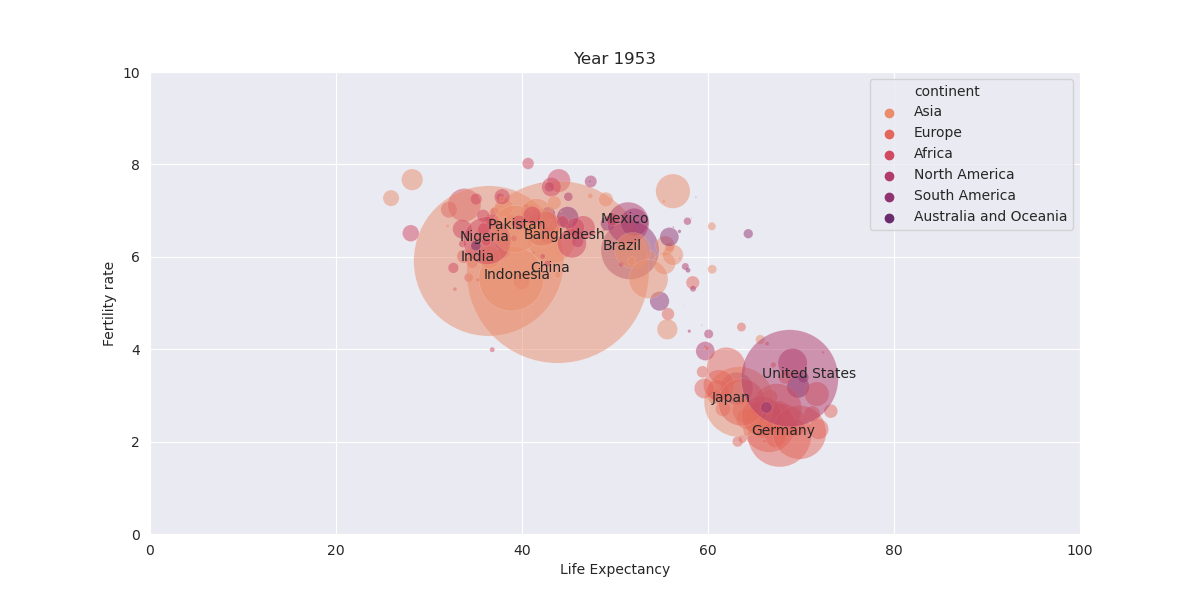 Year 1953
10
8
6
4
2
0
Fertility rate
continent
Asia
Europe
Africa
North America
South America
Australia and Oceania
Pakistan
Nigeria
Bangladesh
India
China
Indonesia
Mexico
Brazil
United States
Japan
Germany
0 20 40 60 80 100
Life Expectancy